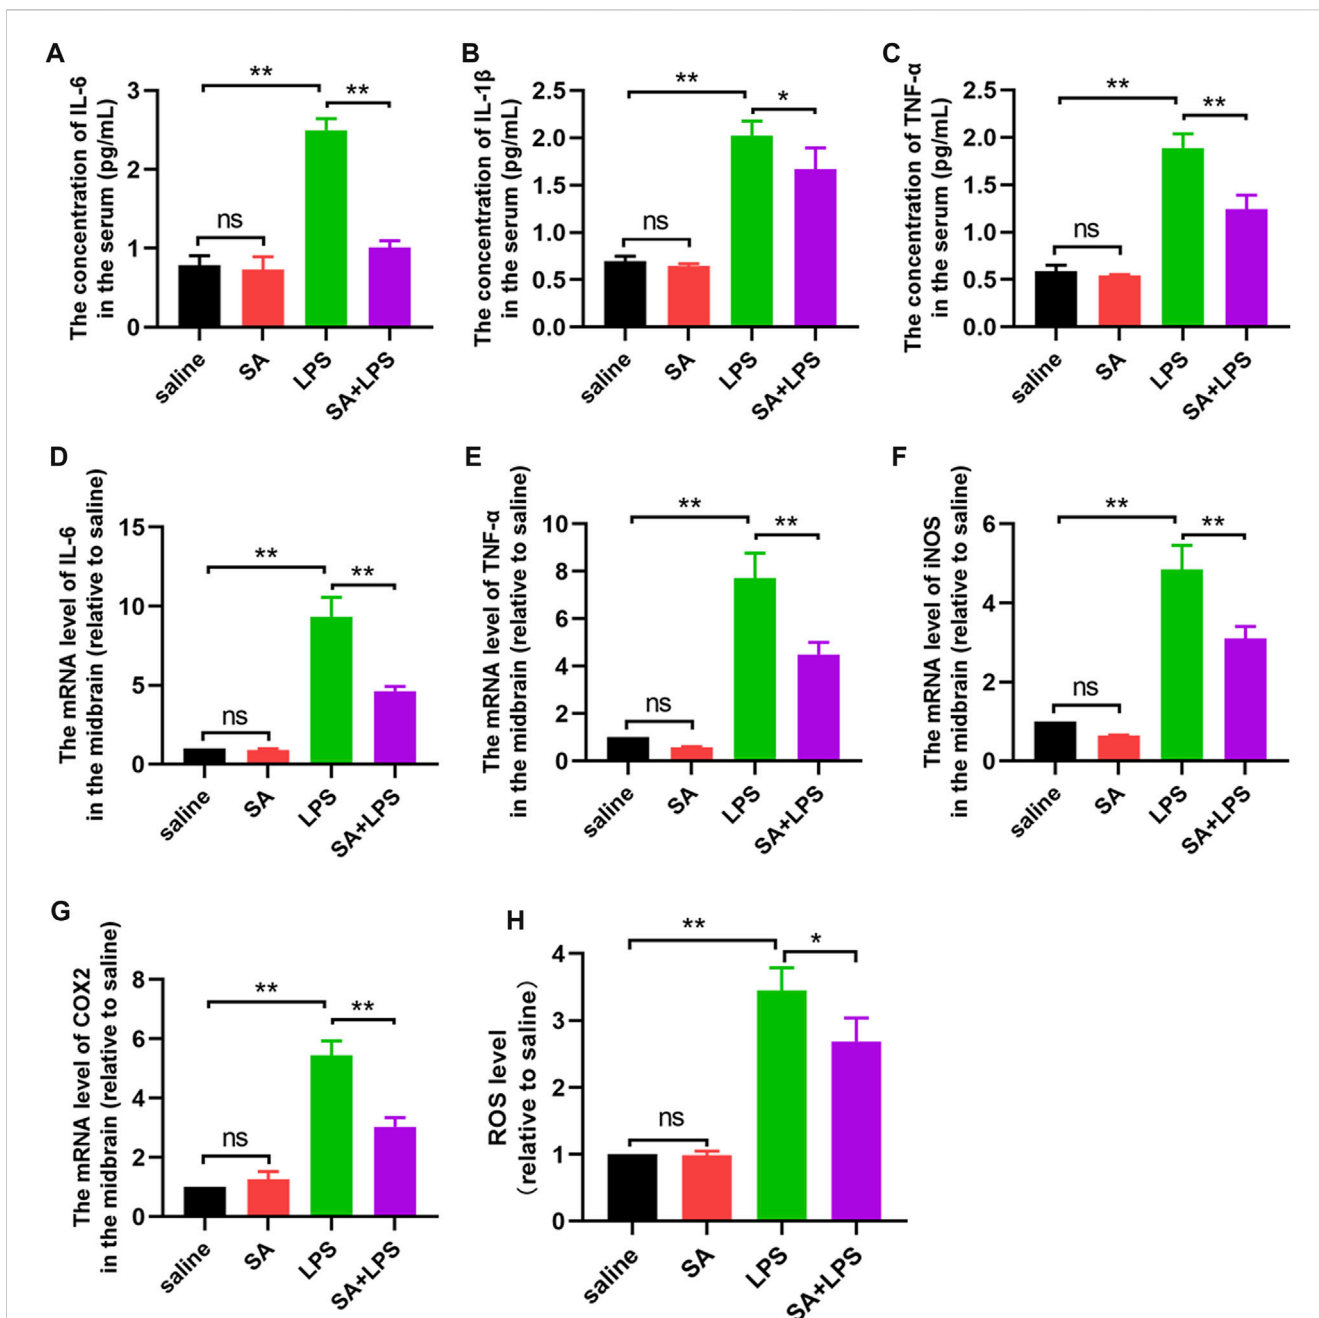 A
The concentration of IL-6
in the serum (pg/mL)
3
2
1
0
**
**
ns
saline
SA
LPS
SA+LPS
B
The concentration of IL-1β
in the serum (pg/mL)
2.5
2.0
1.5
1.0
0.5
0.0
**
*
ns
saline
SA
LPS
SA+LPS
C
The concentration of TNF-α
in the serum (pg/mL)
2.5
2.0
1.5
1.0
0.5
0.0
**
**
ns
saline
SA
LPS
SA+LPS
D
The mRNA level of IL-6
in the midbrain (relative to saline)
15
10
5
0
**
**
ns
saline
SA
LPS
SA+LPS
E
The mRNA level of TNF-α
in the midbrain (relative to saline)
10
8
6
4
2
0
**
**
ns
saline
SA
LPS
SA+LPS
F
The mRNA level of iNOS
in the midbrain (relative to saline)
6
4
2
0
**
**
ns
saline
SA
LPS
SA+LPS
G
The mRNA level of COX2
in the midbrain (relative to saline)
8
6
4
2
0
**
**
ns
saline
SA
LPS
SA+LPS
H
ROS level
（relative to saline）
4
3
2
1
0
**
*
ns
saline
SA
LPS
SA+LPS